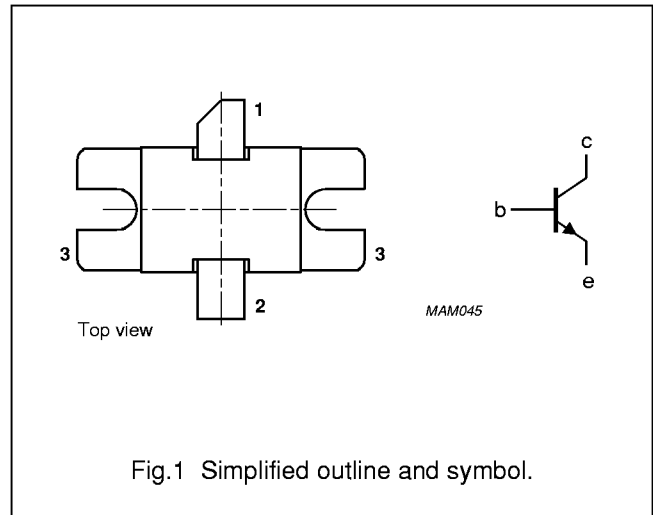 1
c
b
3
3
e
2
MAM045
Top view
Fig.1 Simplified outline and symbol.